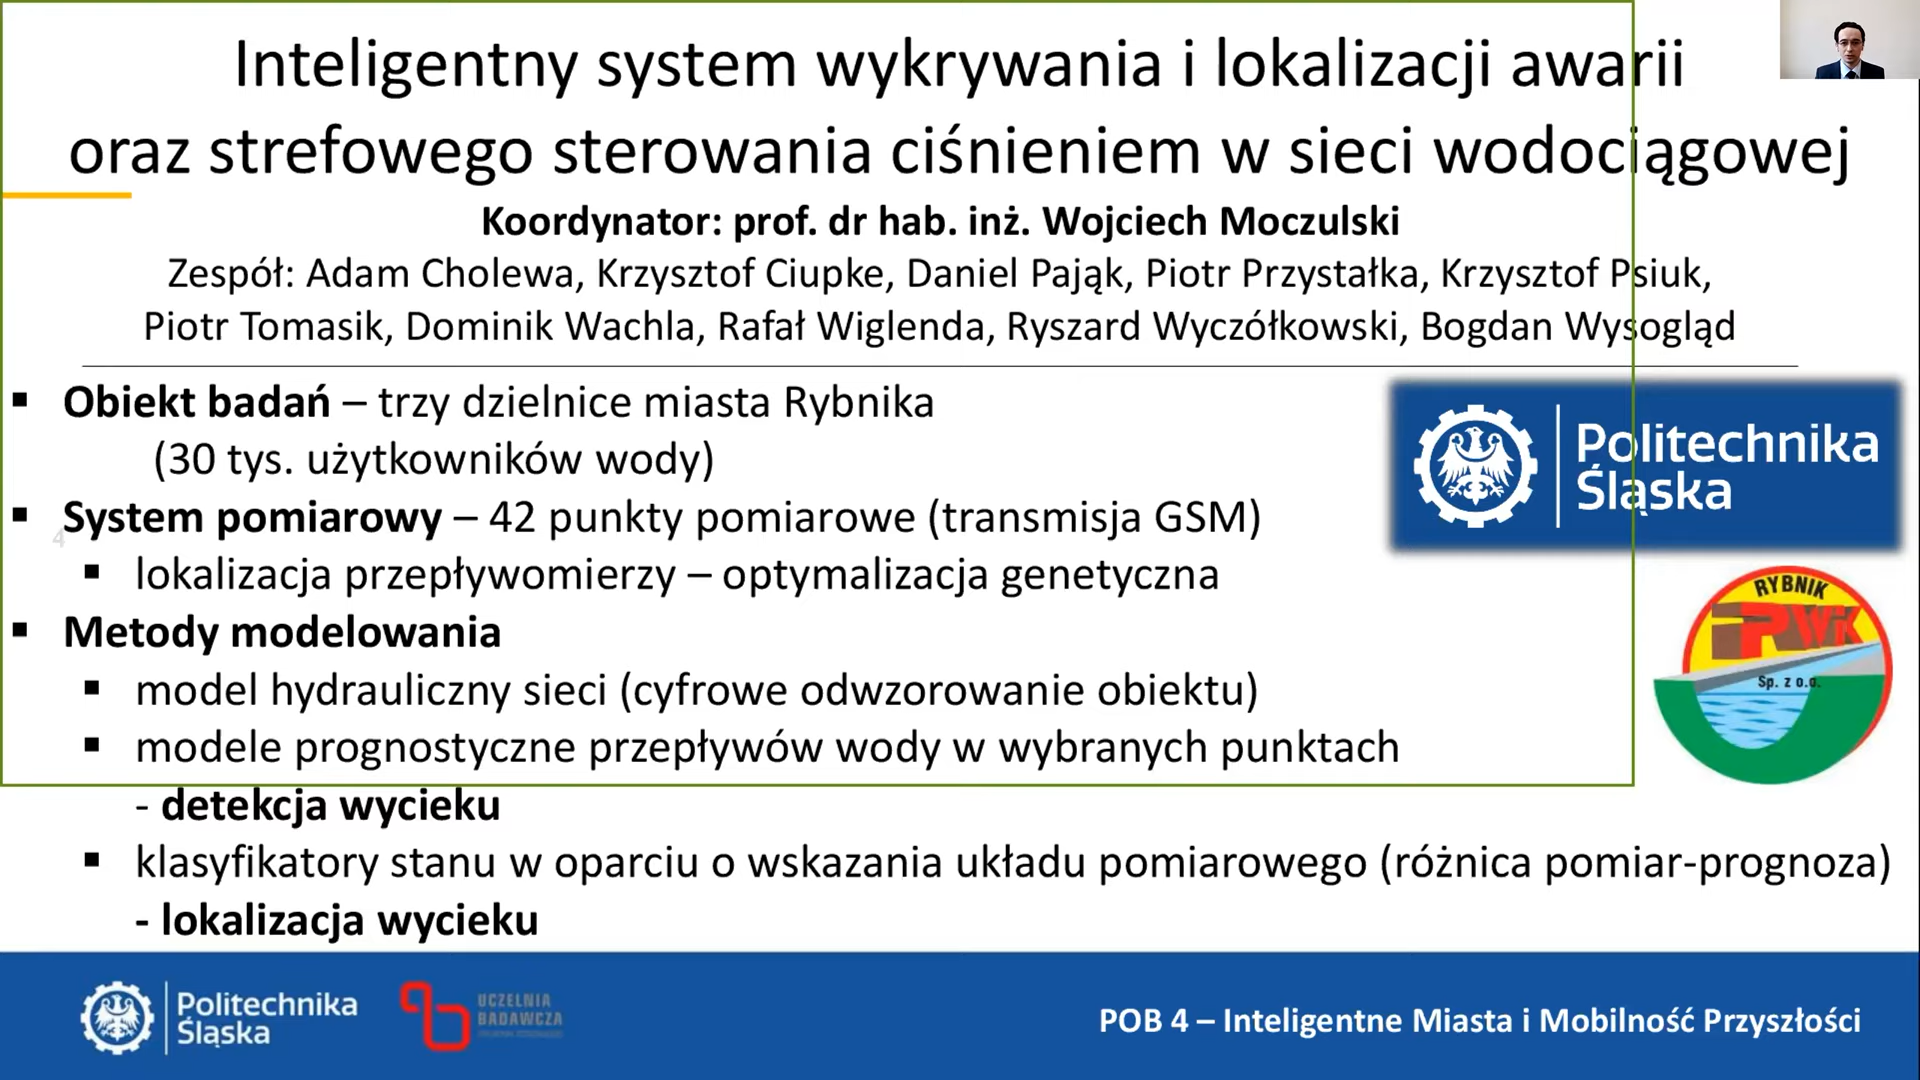 Inteligentny system wykrywania i lokalizacji awarii
oraz strefowego sterowania ciśnieniem w sieci wodociągowej
Koordynator: prof. dr hab. inż. Wojciech Moczulski
Zespół: Adam Cholewa, Krzysztof Ciupke, Daniel Pająk, Piotr Przystałka, Krzysztof Psiuk,
Piotr Tomasik, Dominik Wachla, Rafał Wiglenda, Ryszard Wyczółkowski, Bogdan Wysogląd
▪ Obiekt badań – trzy dzielnice miasta Rybnika
(30 tys. użytkowników wody)
▪ System pomiarowy – 42 punkty pomiarowe (transmisja GSM)
4
▪ lokalizacja przepływomierzy – optymalizacja genetyczna
▪ Metody modelowania
▪ model hydrauliczny sieci (cyfrowe odwzorowanie obiektu)
▪ modele prognostyczne przepływów wody w wybranych punktach
- detekcja wycieku
▪ klasyfikatory stanu w oparciu o wskazania układu pomiarowego (różnica pomiar-prognoza)
- lokalizacja wycieku
Politechnika
Śląska
RYBNIK
PWiK
Sp. z o.o.
Politechnika
Śląska
UCZELNIA
BADAWCZA
POB 4 – Inteligentne Miasta i Mobilność Przyszłości